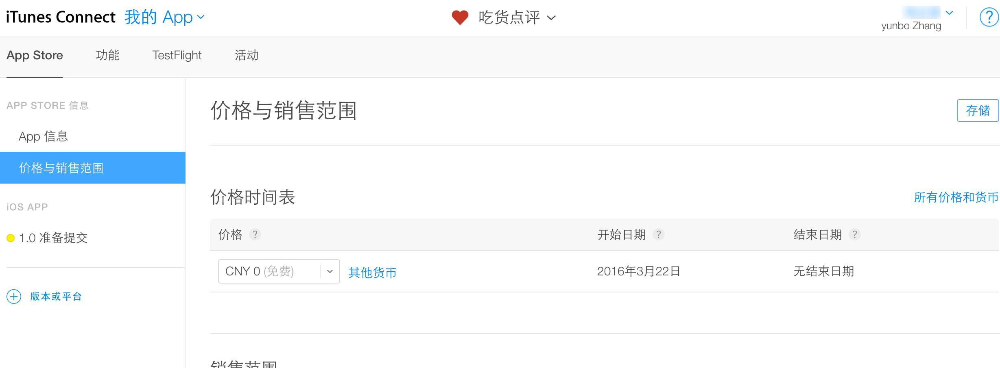 iTunes Connect 我的 App
吃货点评
yunbo Zhang
?
App Store 功能 TestFlight 活动
APP STORE 信息
App 信息
价格与销售范围
iOS APP
1.0 准备提交
版本或平台
价格与销售范围
存储
价格时间表
所有价格和货币
价格 ? 开始日期 ? 结束日期 ?
CNY 0 (免费) 其他货币 2016年3月22日 无结束日期
销售范围